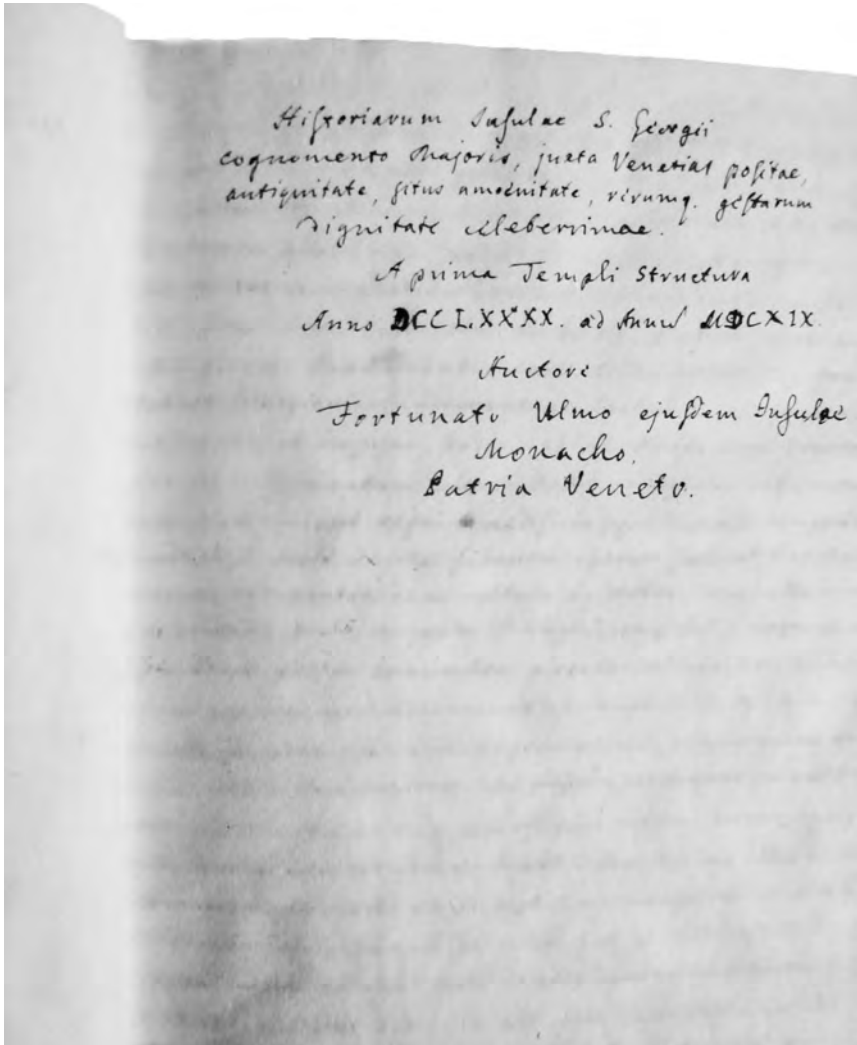 Historiarum Insulae S. Georgii
cognomento Majoris, juxta Venetias positae,
antiquitate, situs amoenitate, rerumq. gestarum
Dignitate celeberrimae.
A prima Templi Structura
Anno DCCLXXXX. ad Annum MDCXIX.
Auctore
Fortunato Ulmo ejusdem Insulae
Monacho.
Patria Veneto.